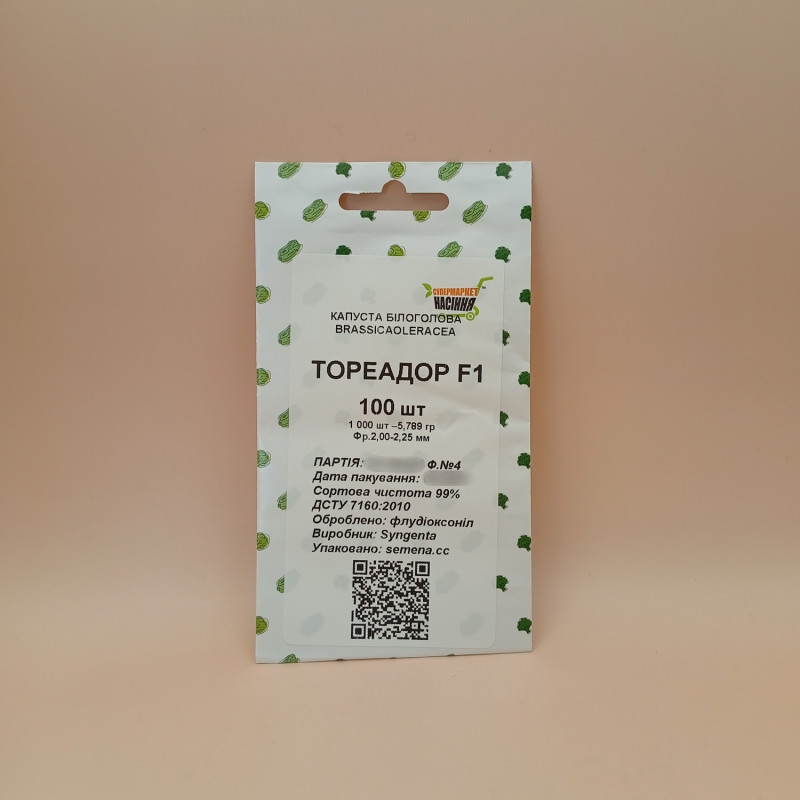 СУПЕРМАРКЕТ
НАСІННЯ
КАПУСТА БІЛОГОЛОВА
BRASSICAOLERACEA
ТОРЕАДОР F1
100 шт
1 000 шт –5,789 гр
Фр.2,00-2,25 мм
ПАРТІЯ: Ф.№4
Дата пакування:
Сортова чистота 99%
ДСТУ 7160:2010
Оброблено: флудіоксоніл
Виробник: Syngenta
Упаковано: semena.cc